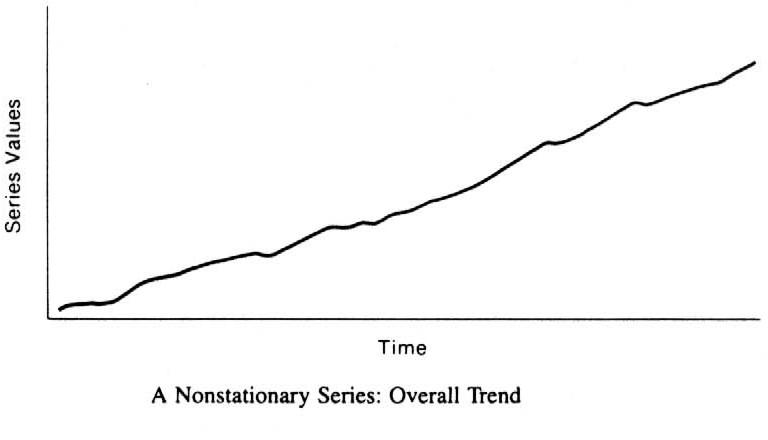 Series Values
Time
A Nonstationary Series: Overall Trend